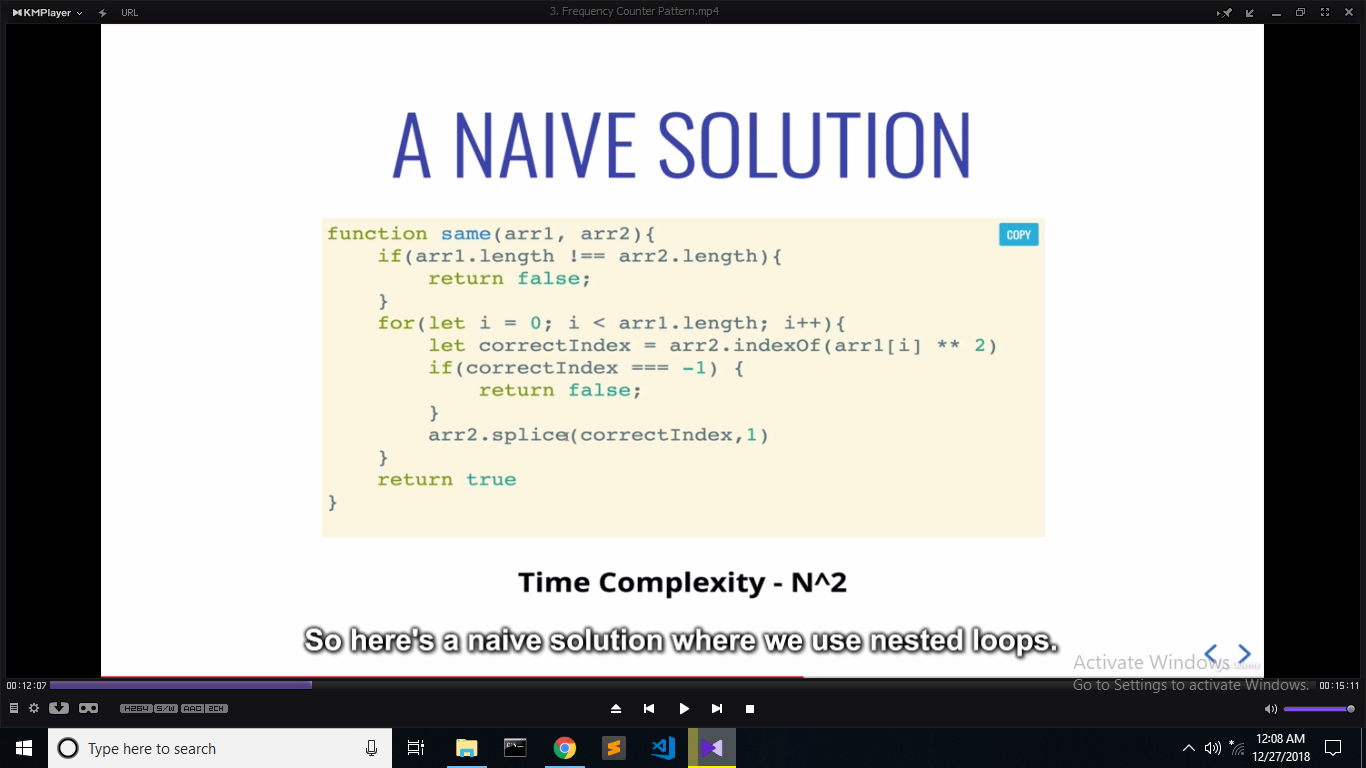 KMPlayer
URL
3. Frequency Counter Pattern.mp4
A NAIVE SOLUTION
COPY
function same(arr1, arr2){
    if(arr1.length !== arr2.length){
        return false;
    }
    for(let i = 0; i < arr1.length; i++){
        let correctIndex = arr2.indexOf(arr1[i] ** 2)
        if(correctIndex === -1) {
            return false;
        }
        arr2.splice(correctIndex,1)
    }
    return true
}
Time Complexity - N^2
So here's a naive solution where we use nested loops.
Activate Windows
Go to Settings to activate Windows.
00:12:07
00:15:11
H264 S/W AAC 2CH
Type here to search
12:08 AM
12/27/2018